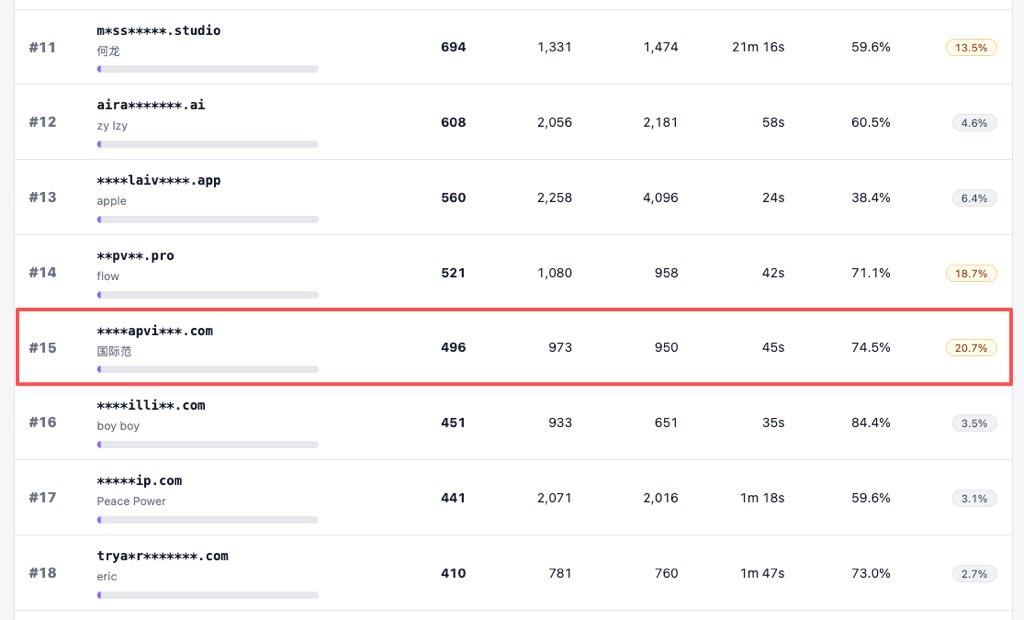 #11
m*ss*****.studio
何龙
694 1,331 1,474 21m 16s 59.6% 13.5%
#12
aira*******.ai
zy lzy
608 2,056 2,181 58s 60.5% 4.6%
#13
****laiv****.app
apple
560 2,258 4,096 24s 38.4% 6.4%
#14
**pv**.pro
flow
521 1,080 958 42s 71.1% 18.7%
#15
****apvi***.com
国际范
496 973 950 45s 74.5% 20.7%
#16
****illi**.com
boy boy
451 933 651 35s 84.4% 3.5%
#17
*****ip.com
Peace Power
441 2,071 2,016 1m 18s 59.6% 3.1%
#18
trya*r*******.com
eric
410 781 760 1m 47s 73.0% 2.7%